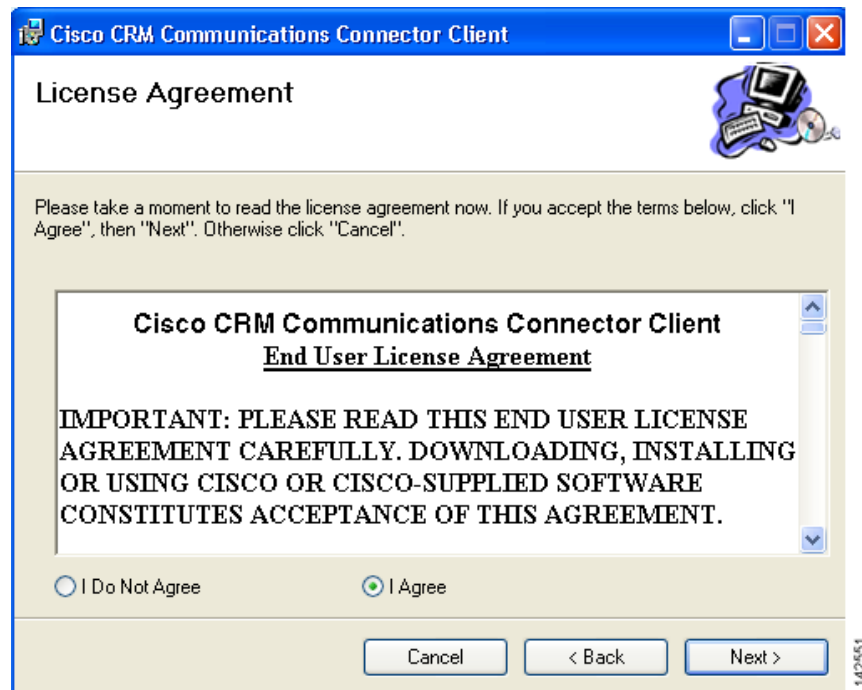 Cisco CRM Communications Connector Client
License Agreement
Please take a moment to read the license agreement now. If you accept the terms below, click "I
Agree", then "Next". Otherwise click "Cancel".
Cisco CRM Communications Connector Client
End User License Agreement
IMPORTANT: PLEASE READ THIS END USER LICENSE
AGREEMENT CAREFULLY. DOWNLOADING, INSTALLING
OR USING CISCO OR CISCO-SUPPLIED SOFTWARE
CONSTITUTES ACCEPTANCE OF THIS AGREEMENT.
I Do Not Agree
I Agree
Cancel
< Back
Next >
142551